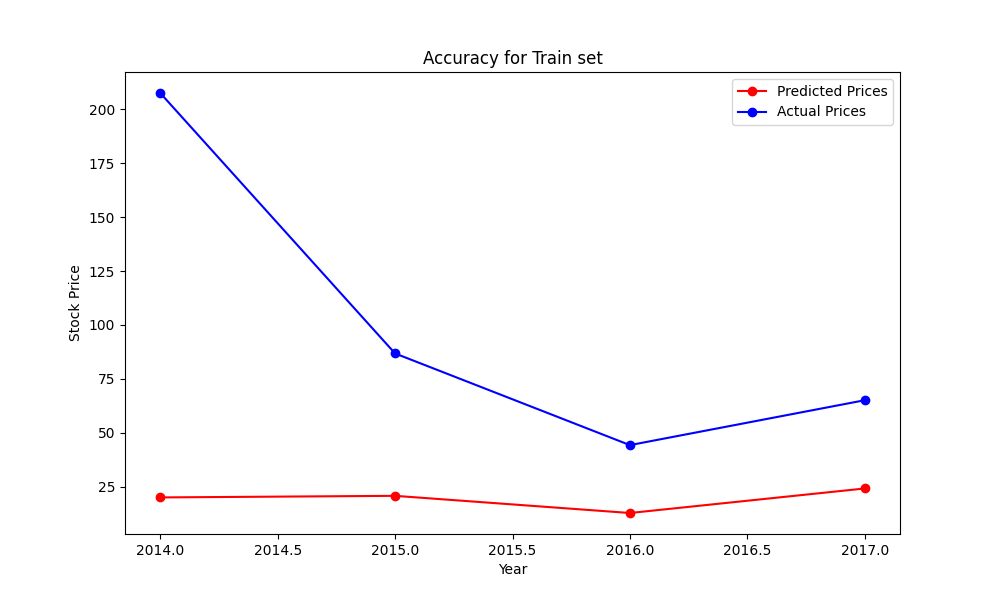 Accuracy for Train set
Predicted Prices
Actual Prices
Stock Price
200
175
150
125
100
75
50
25
2014.0 2014.5 2015.0 2015.5 2016.0 2016.5 2017.0
Year